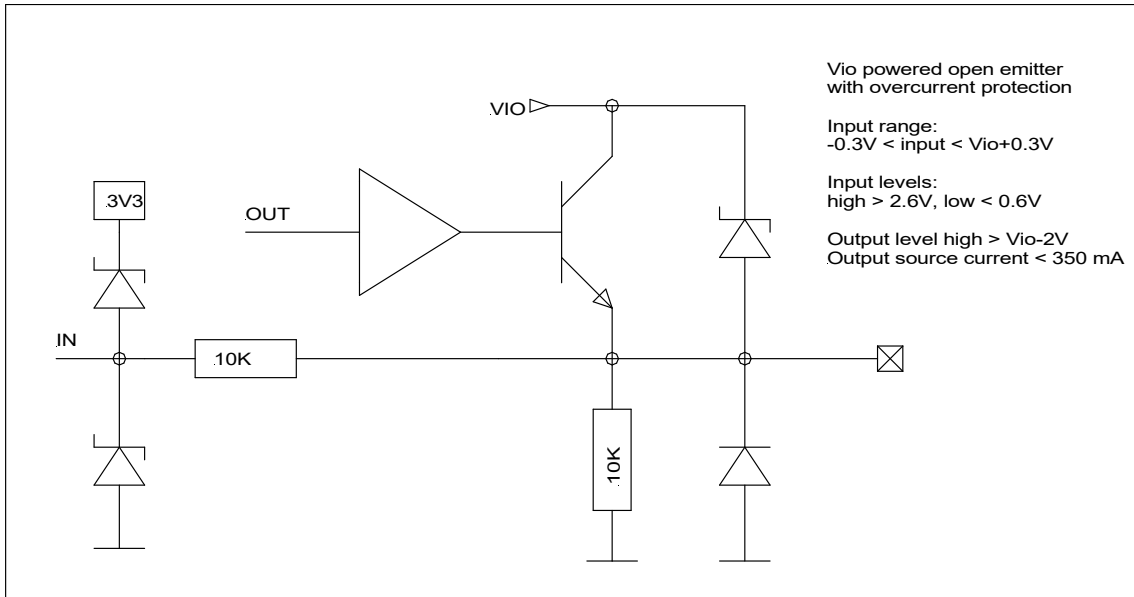 Vio powered open emitter
with overcurrent protection
VIO
Input range:
-0.3V < input < Vio+0.3V
Input levels:
high > 2.6V, low < 0.6V
3V3
OUT
Output level high > Vio-2V
Output source current < 350 mA
IN
10K
10K